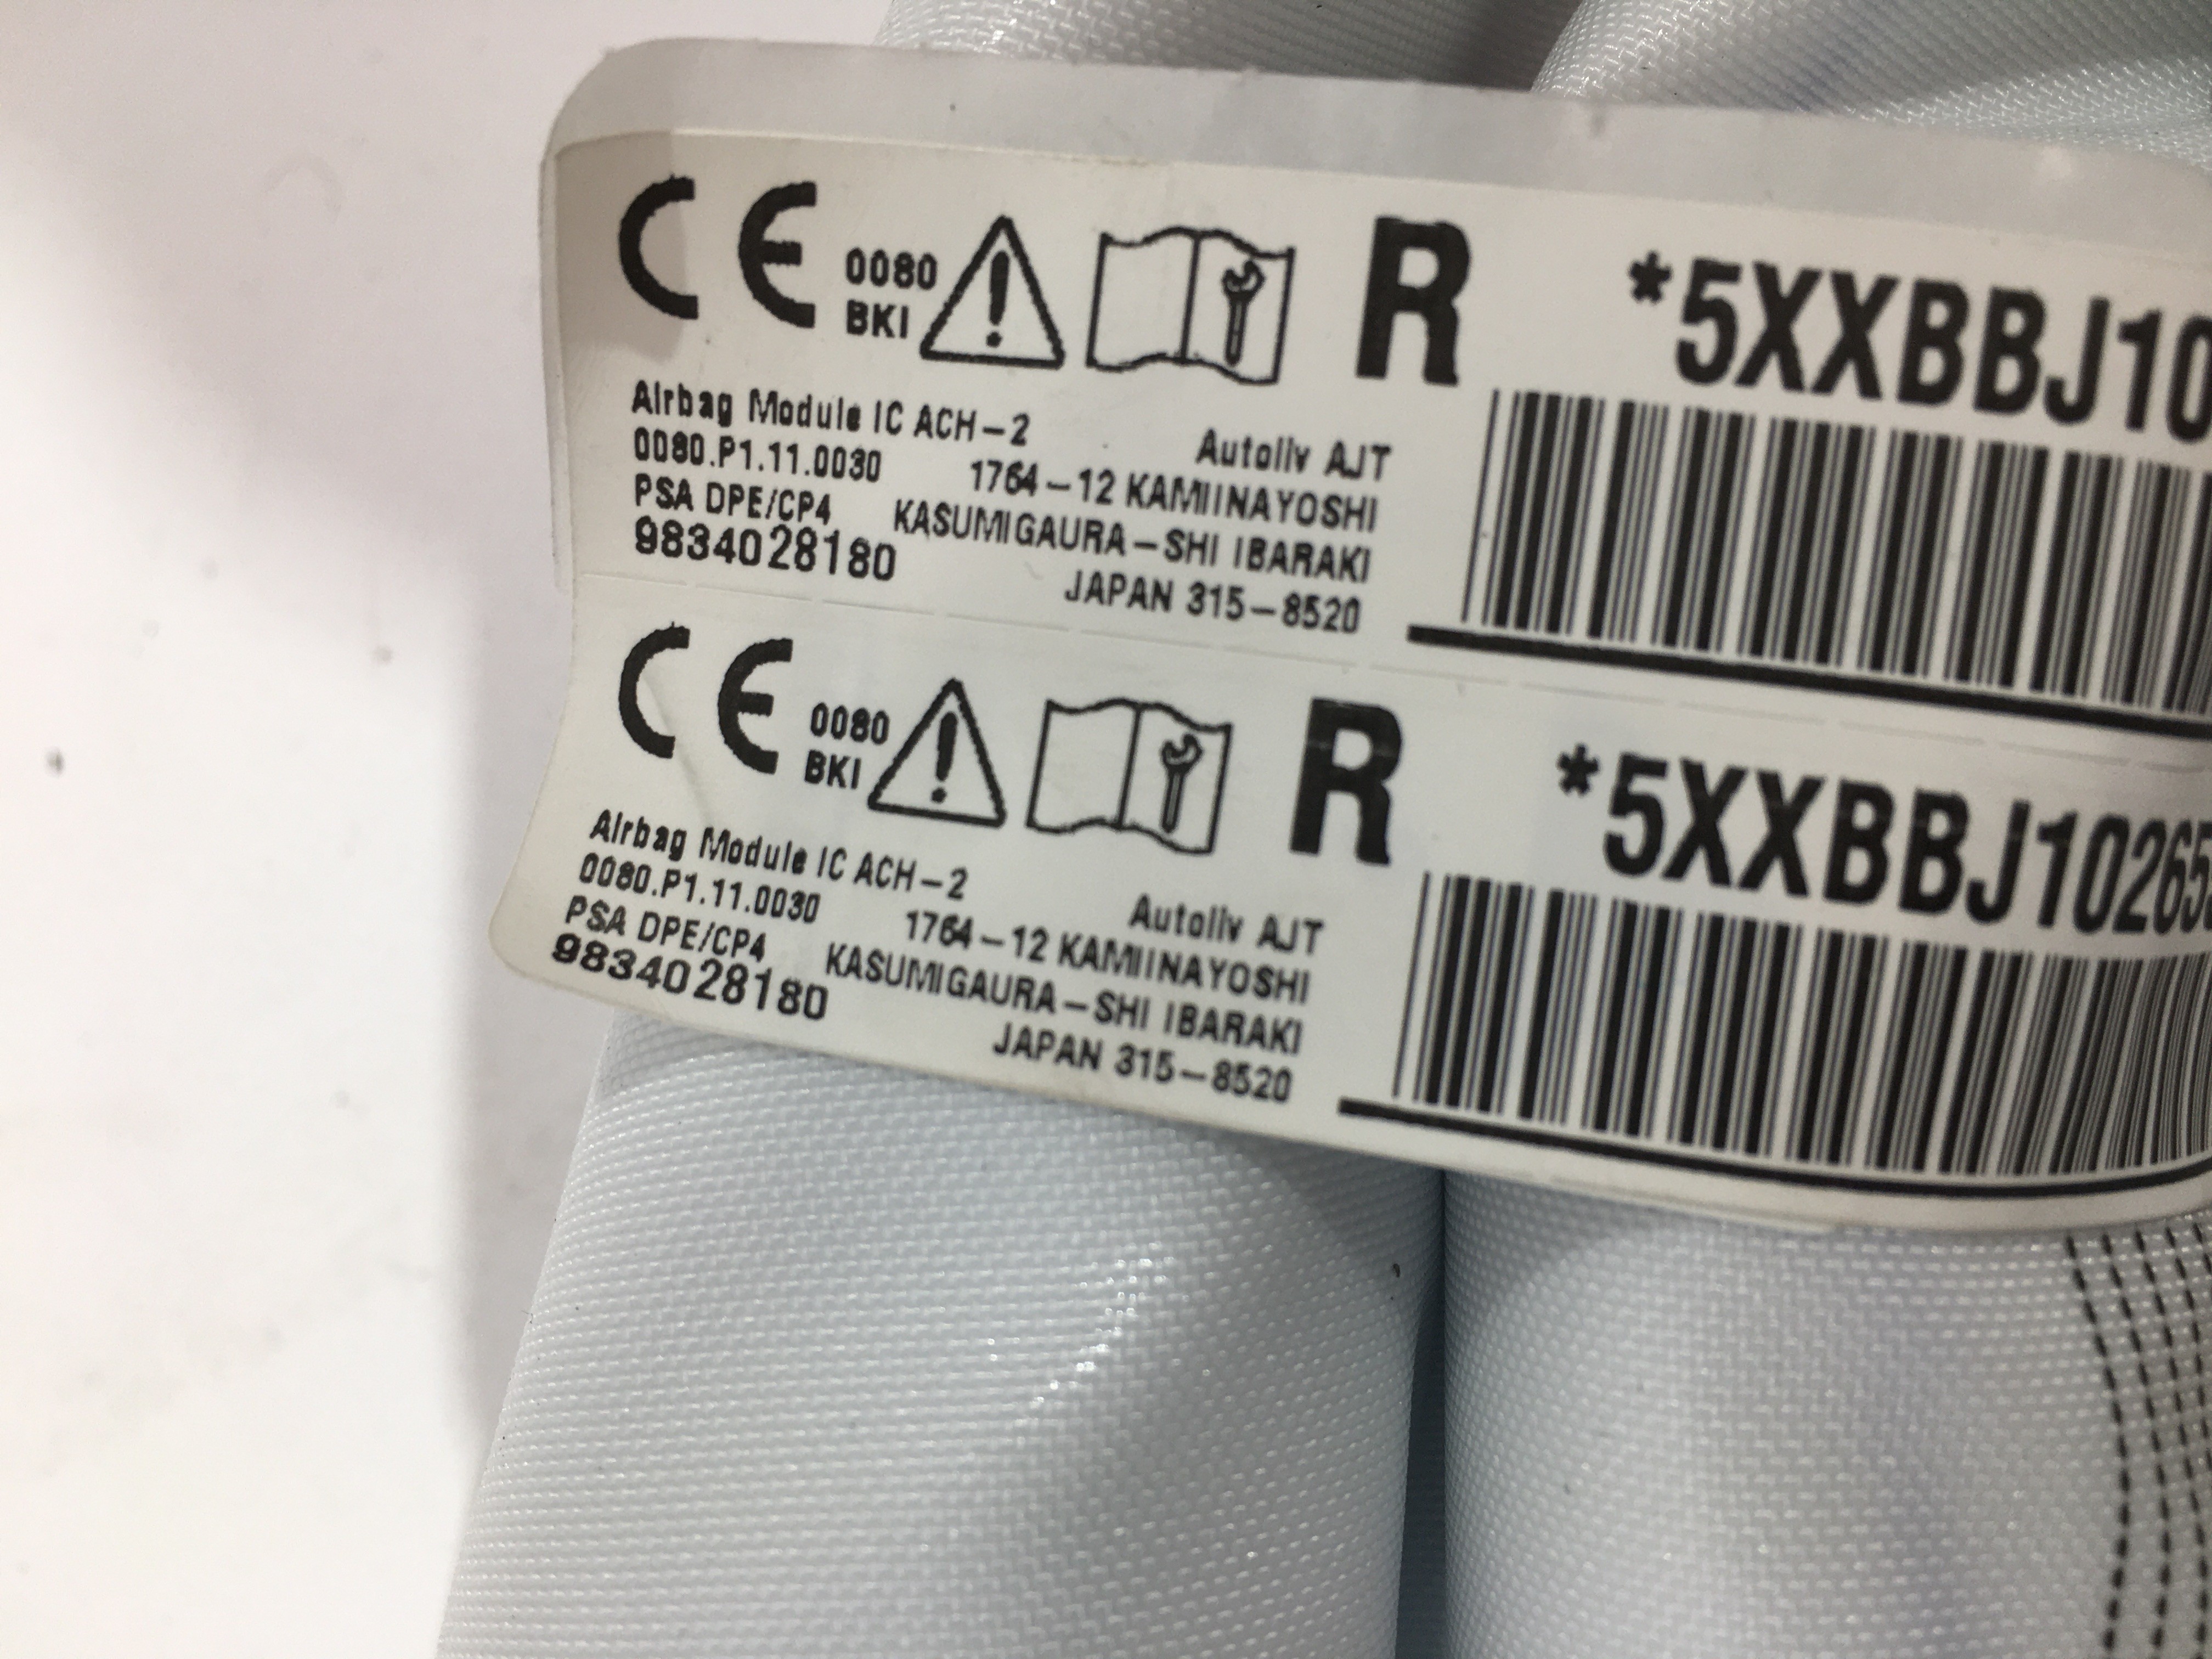 CE 0080 BKI R *5XXBBJ10
Airbag Module IC ACH-2
0080.P1.11.0030
PSA DPE/CP4
9834028180
Autoliv AJT
1764-12 KAMIINAYOSHI
KASUMIGAURA-SHI IBARAKI
JAPAN 315-8520
CE 0080 BKI R *5XXBBJ10265
Airbag Module IC ACH-2
0080.P1.11.0030
PSA DPE/CP4
9834028180
Autoliv AJT
1764-12 KAMIINAYOSHI
KASUMIGAURA-SHI IBARAKI
JAPAN 315-8520